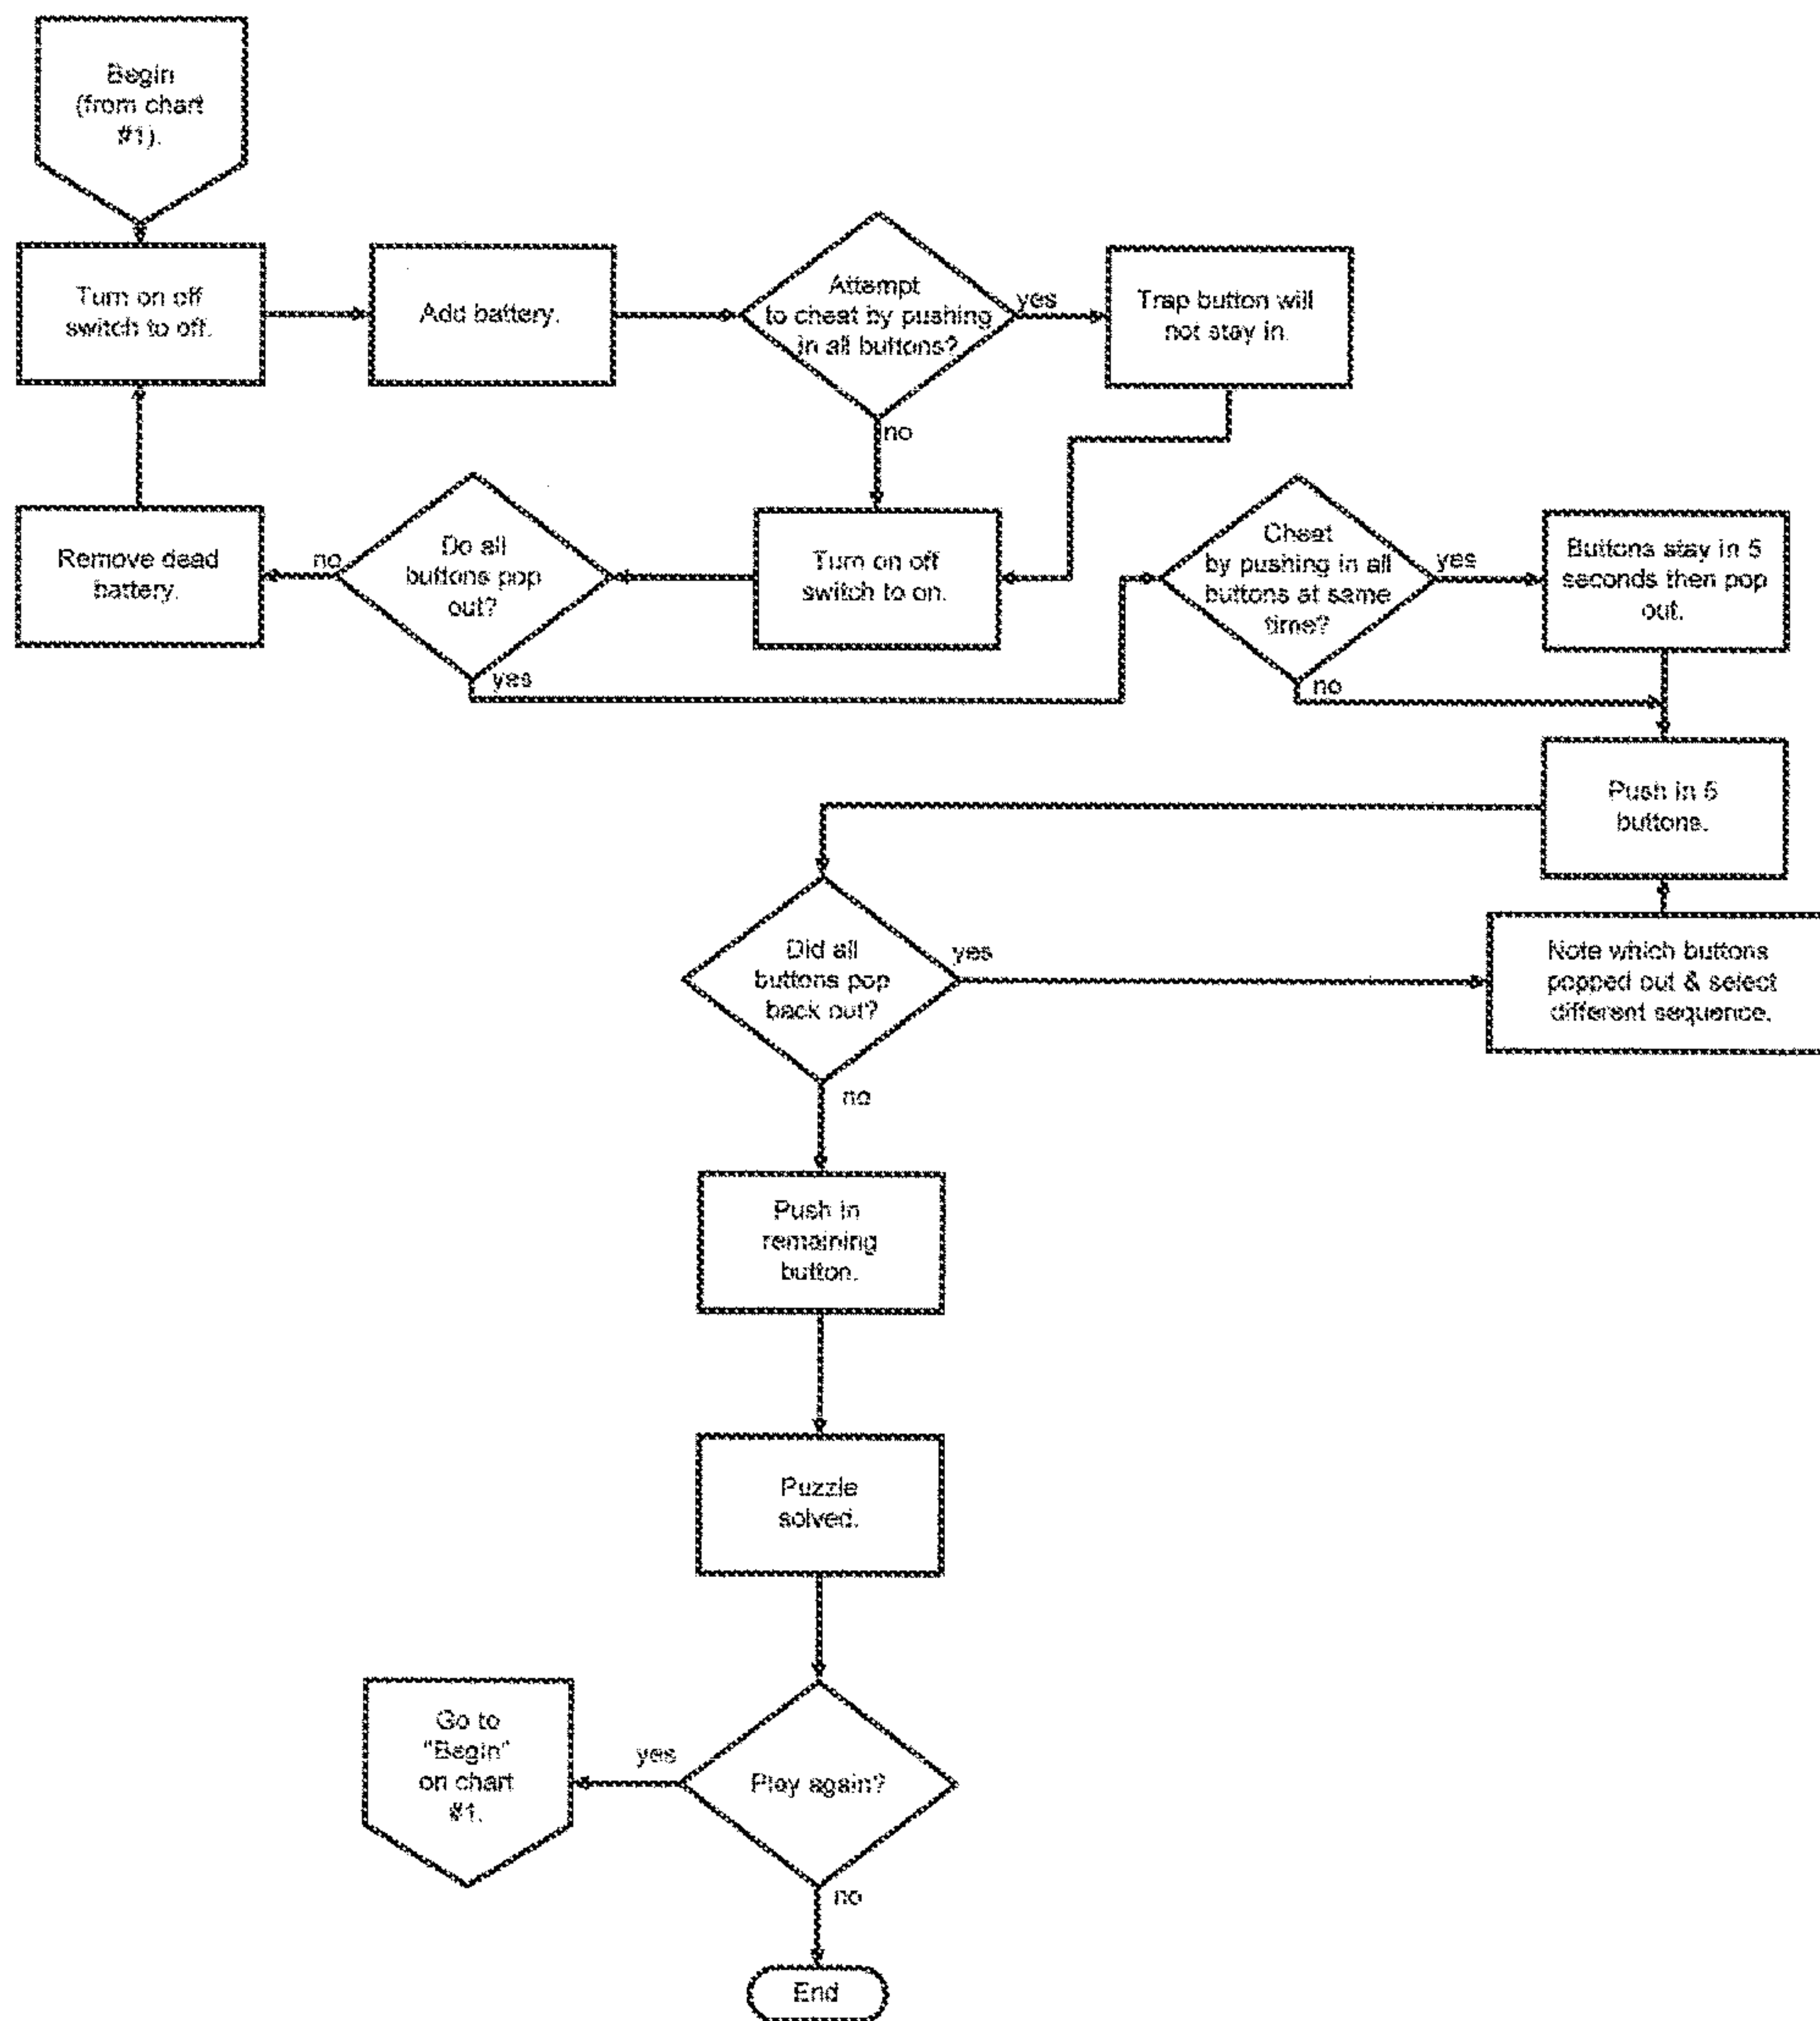 Begin
(from chart
#1).
Turn on off
switch to off.
Add battery.
Attempt
to cheat by pushing
in all buttons?
yes
no
Trap button will
not stay in.
Turn on off
switch to on.
Do all
buttons pop
out?
no
yes
Remove dead
battery.
Cheat
by pushing in all
buttons at same
time?
yes
no
Buttons stay in 5
seconds then pop
out.
Push in 5
buttons.
Did all
buttons pop
back out?
yes
no
Note which buttons
popped out & select
different sequence.
Push in
remaining
button.
Puzzle
solved.
Play again?
yes
no
Go to
"Begin"
on chart
#1.
End